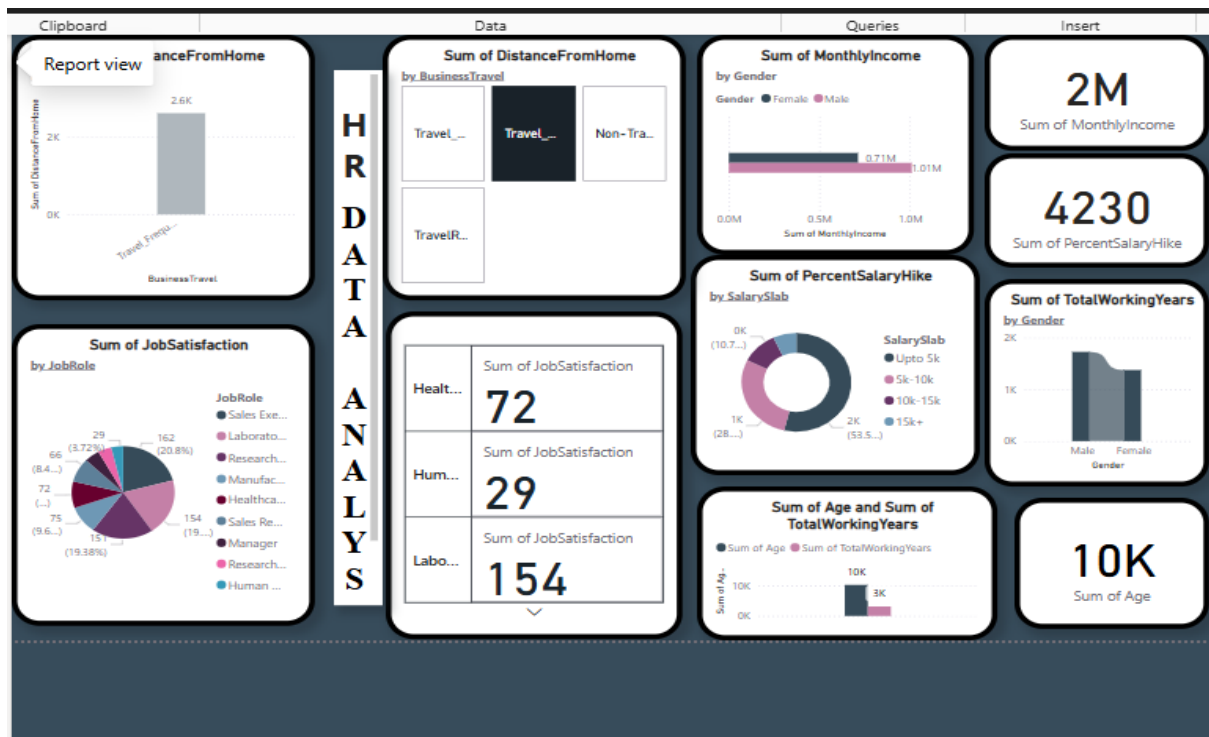 Clipboard
Data
Queries
Insert
Report view
anceFromHome
Sum of DistanceFromHome
2.6K
2K
0K
Travel_Frequ...
BusinessTravel
H
R
D
A
T
A
A
N
A
L
Y
S
Sum of DistanceFromHome
by BusinessTravel
Travel_...
Travel_...
Non-Tra...
TravelR...
Sum of MonthlyIncome
by Gender
Gender Female Male
0.71M
1.01M
0.0M 0.5M 1.0M
Sum of MonthlyIncome
2M
Sum of MonthlyIncome
4230
Sum of PercentSalaryHike
Sum of JobSatisfaction
by JobRole
29
(3.72%)
66
(8.4...)
72
(...)
75
(9.6...)
151
(19.38%)
154
(19...)
162
(20.8%)
JobRole
Sales Exe...
Laborato...
Research...
Manufac...
Healthca...
Sales Re...
Manager
Research...
Human ...
Healt...
Sum of JobSatisfaction
72
Hum...
Sum of JobSatisfaction
29
Labo...
Sum of JobSatisfaction
154
Sum of PercentSalaryHike
by SalarySlab
0K
(10.7...)
1K
(28....)
2K
(53.5...)
SalarySlab
Upto 5k
5k-10k
10k-15k
15k+
Sum of TotalWorkingYears
by Gender
2K
1K
0K
Male Female
Gender
Sum of Age and Sum of
TotalWorkingYears
Sum of Age Sum of TotalWorkingYears
Sum of Ag...
10K
0K
10K
3K
10K
Sum of Age